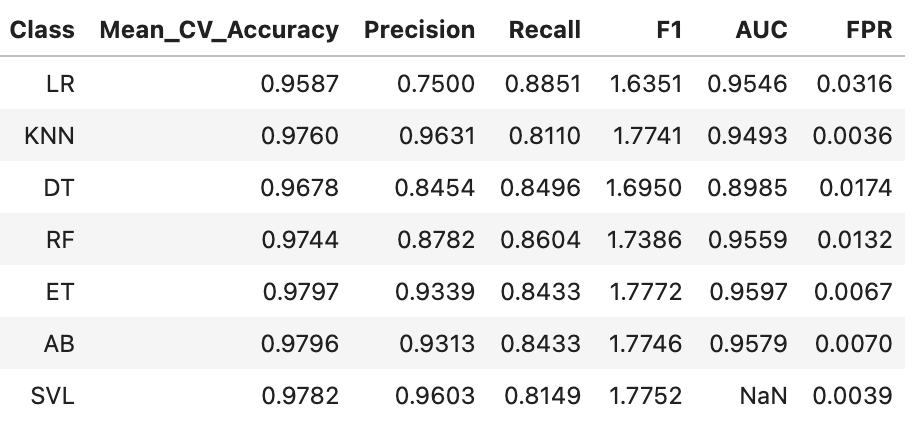 Class Mean_CV_Accuracy Precision Recall F1 AUC FPR
LR 0.9587 0.7500 0.8851 1.6351 0.9546 0.0316
KNN 0.9760 0.9631 0.8110 1.7741 0.9493 0.0036
DT 0.9678 0.8454 0.8496 1.6950 0.8985 0.0174
RF 0.9744 0.8782 0.8604 1.7386 0.9559 0.0132
ET 0.9797 0.9339 0.8433 1.7772 0.9597 0.0067
AB 0.9796 0.9313 0.8433 1.7746 0.9579 0.0070
SVL 0.9782 0.9603 0.8149 1.7752 NaN 0.0039